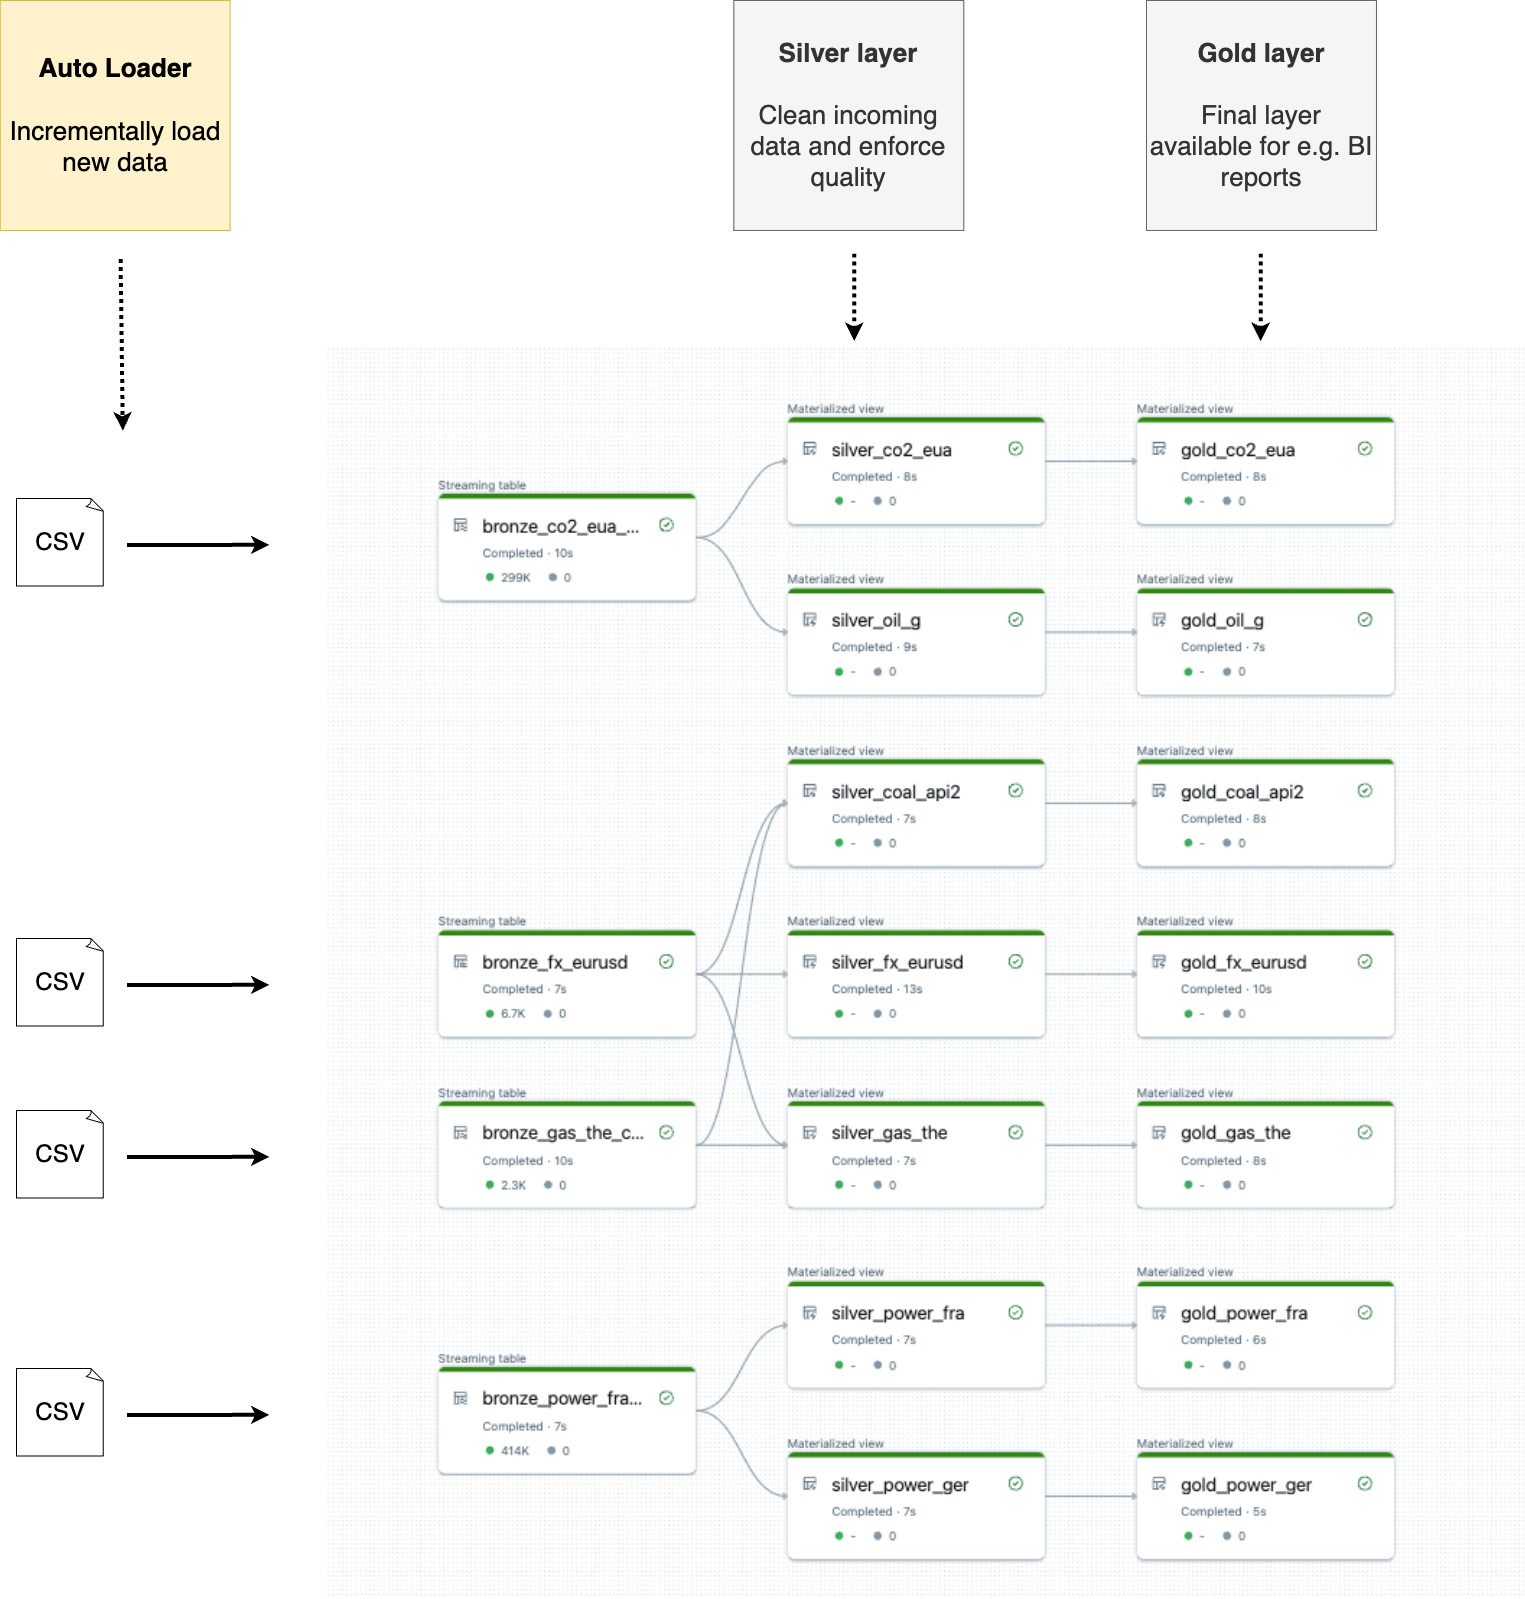 Auto Loader
Incrementally load
new data
Silver layer
Clean incoming
data and enforce
quality
Gold layer
Final layer
available for e.g. BI
reports
CSV
Streaming table
bronze_co2_eua_...
Completed · 10s
299K 0
Materialized view
silver_co2_eua
Completed · 8s
- 0
Materialized view
gold_co2_eua
Completed · 8s
- 0
Materialized view
silver_oil_g
Completed · 9s
- 0
Materialized view
gold_oil_g
Completed · 7s
- 0
Materialized view
silver_coal_api2
Completed · 7s
- 0
Materialized view
gold_coal_api2
Completed · 8s
- 0
CSV
Streaming table
bronze_fx_eurusd
Completed · 7s
6.7K 0
Materialized view
silver_fx_eurusd
Completed · 13s
- 0
Materialized view
gold_fx_eurusd
Completed · 10s
- 0
CSV
Streaming table
bronze_gas_the_c...
Completed · 10s
2.3K 0
Materialized view
silver_gas_the
Completed · 7s
- 0
Materialized view
gold_gas_the
Completed · 8s
- 0
CSV
Streaming table
bronze_power_fra...
Completed · 7s
414K 0
Materialized view
silver_power_fra
Completed · 7s
- 0
Materialized view
gold_power_fra
Completed · 6s
- 0
Materialized view
silver_power_ger
Completed · 7s
- 0
Materialized view
gold_power_ger
Completed · 5s
- 0